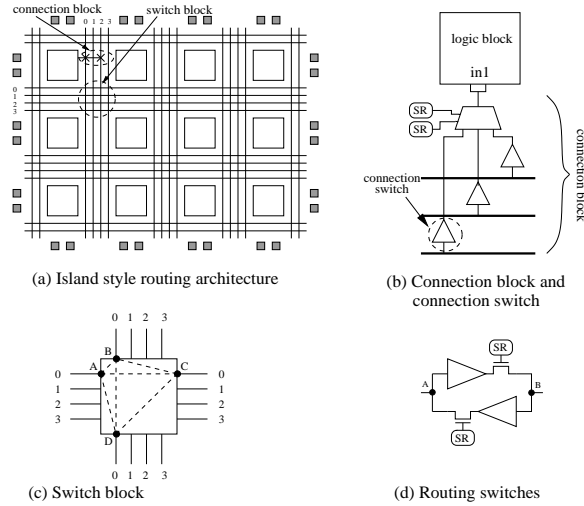 connection block
switch block
0 1 2 3
0
1
2
3
(a) Island style routing architecture
logic block
in1
SR
SR
connection
switch
connection block
(b) Connection block and
connection switch
0 1 2 3
B
A
C
0
0
1
1
2
2
3
3
D
0 1 2 3
(c) Switch block
SR
A
B
SR
(d) Routing switches